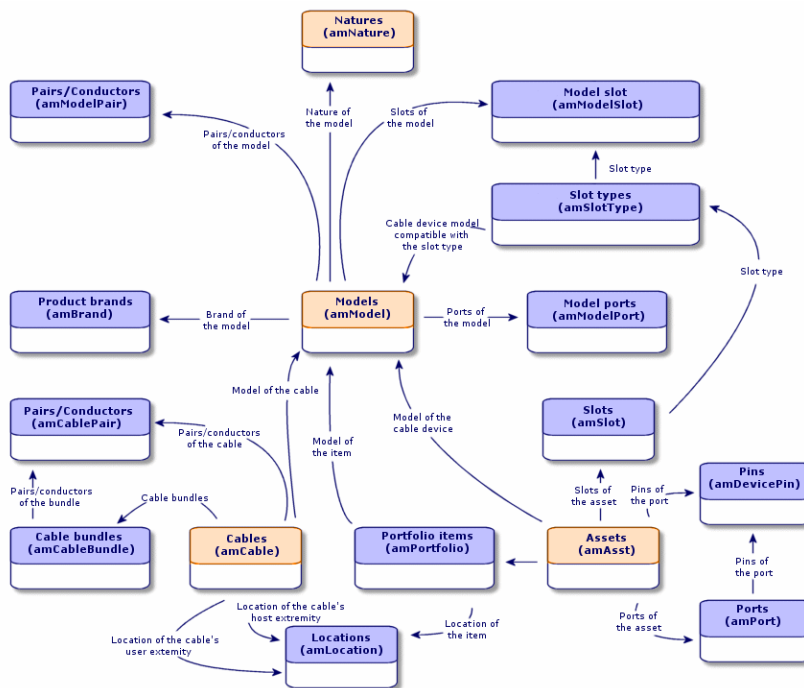 Natures
(amNature)
Pairs/Conductors
(amModelPair)
Model slot
(amModelSlot)
Nature of
the model
Slots of
the model
Pairs/conductors
of the model
Slot type
Slot types
(amSlotType)
Cable device model
compatible with
the slot type
Slot type
Product brands
(amBrand)
Brand of
the model
Models
(amModel)
Ports of
the model
Model ports
(amModelPort)
Model of the cable
Pairs/Conductors
(amCablePair)
Pairs/conductors
of the cable
Model of
the item
Model of the
cable device
Slots
(amSlot)
Pairs/conductors
of the bundle
Cable bundles
Slots of
the asset
Pins of
the port
Pins
(amDevicePin)
Cable bundles
(amCableBundle)
Cables
(amCable)
Portfolio items
(amPortfolio)
Assets
(amAsst)
Pins of
the port
Location of the cable's
host extremity
Location of the cable's
user extemity
Locations
(amLocation)
Location of
the item
Ports of
the asset
Ports
(amPort)